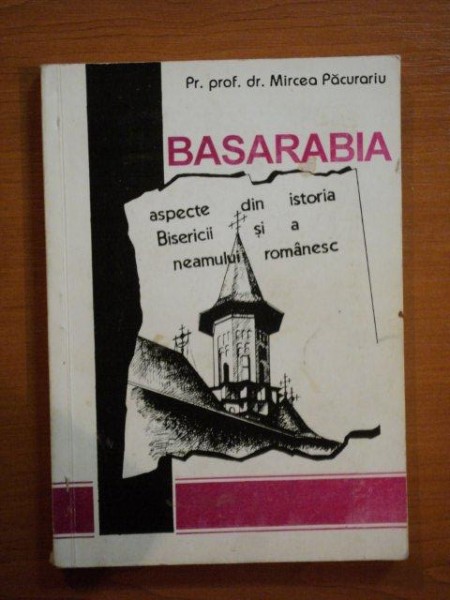 Pr. prof. dr. Mircea Păcurariu
BASARABIA
aspecte din istoria
Bisericii și a
neamului românesc